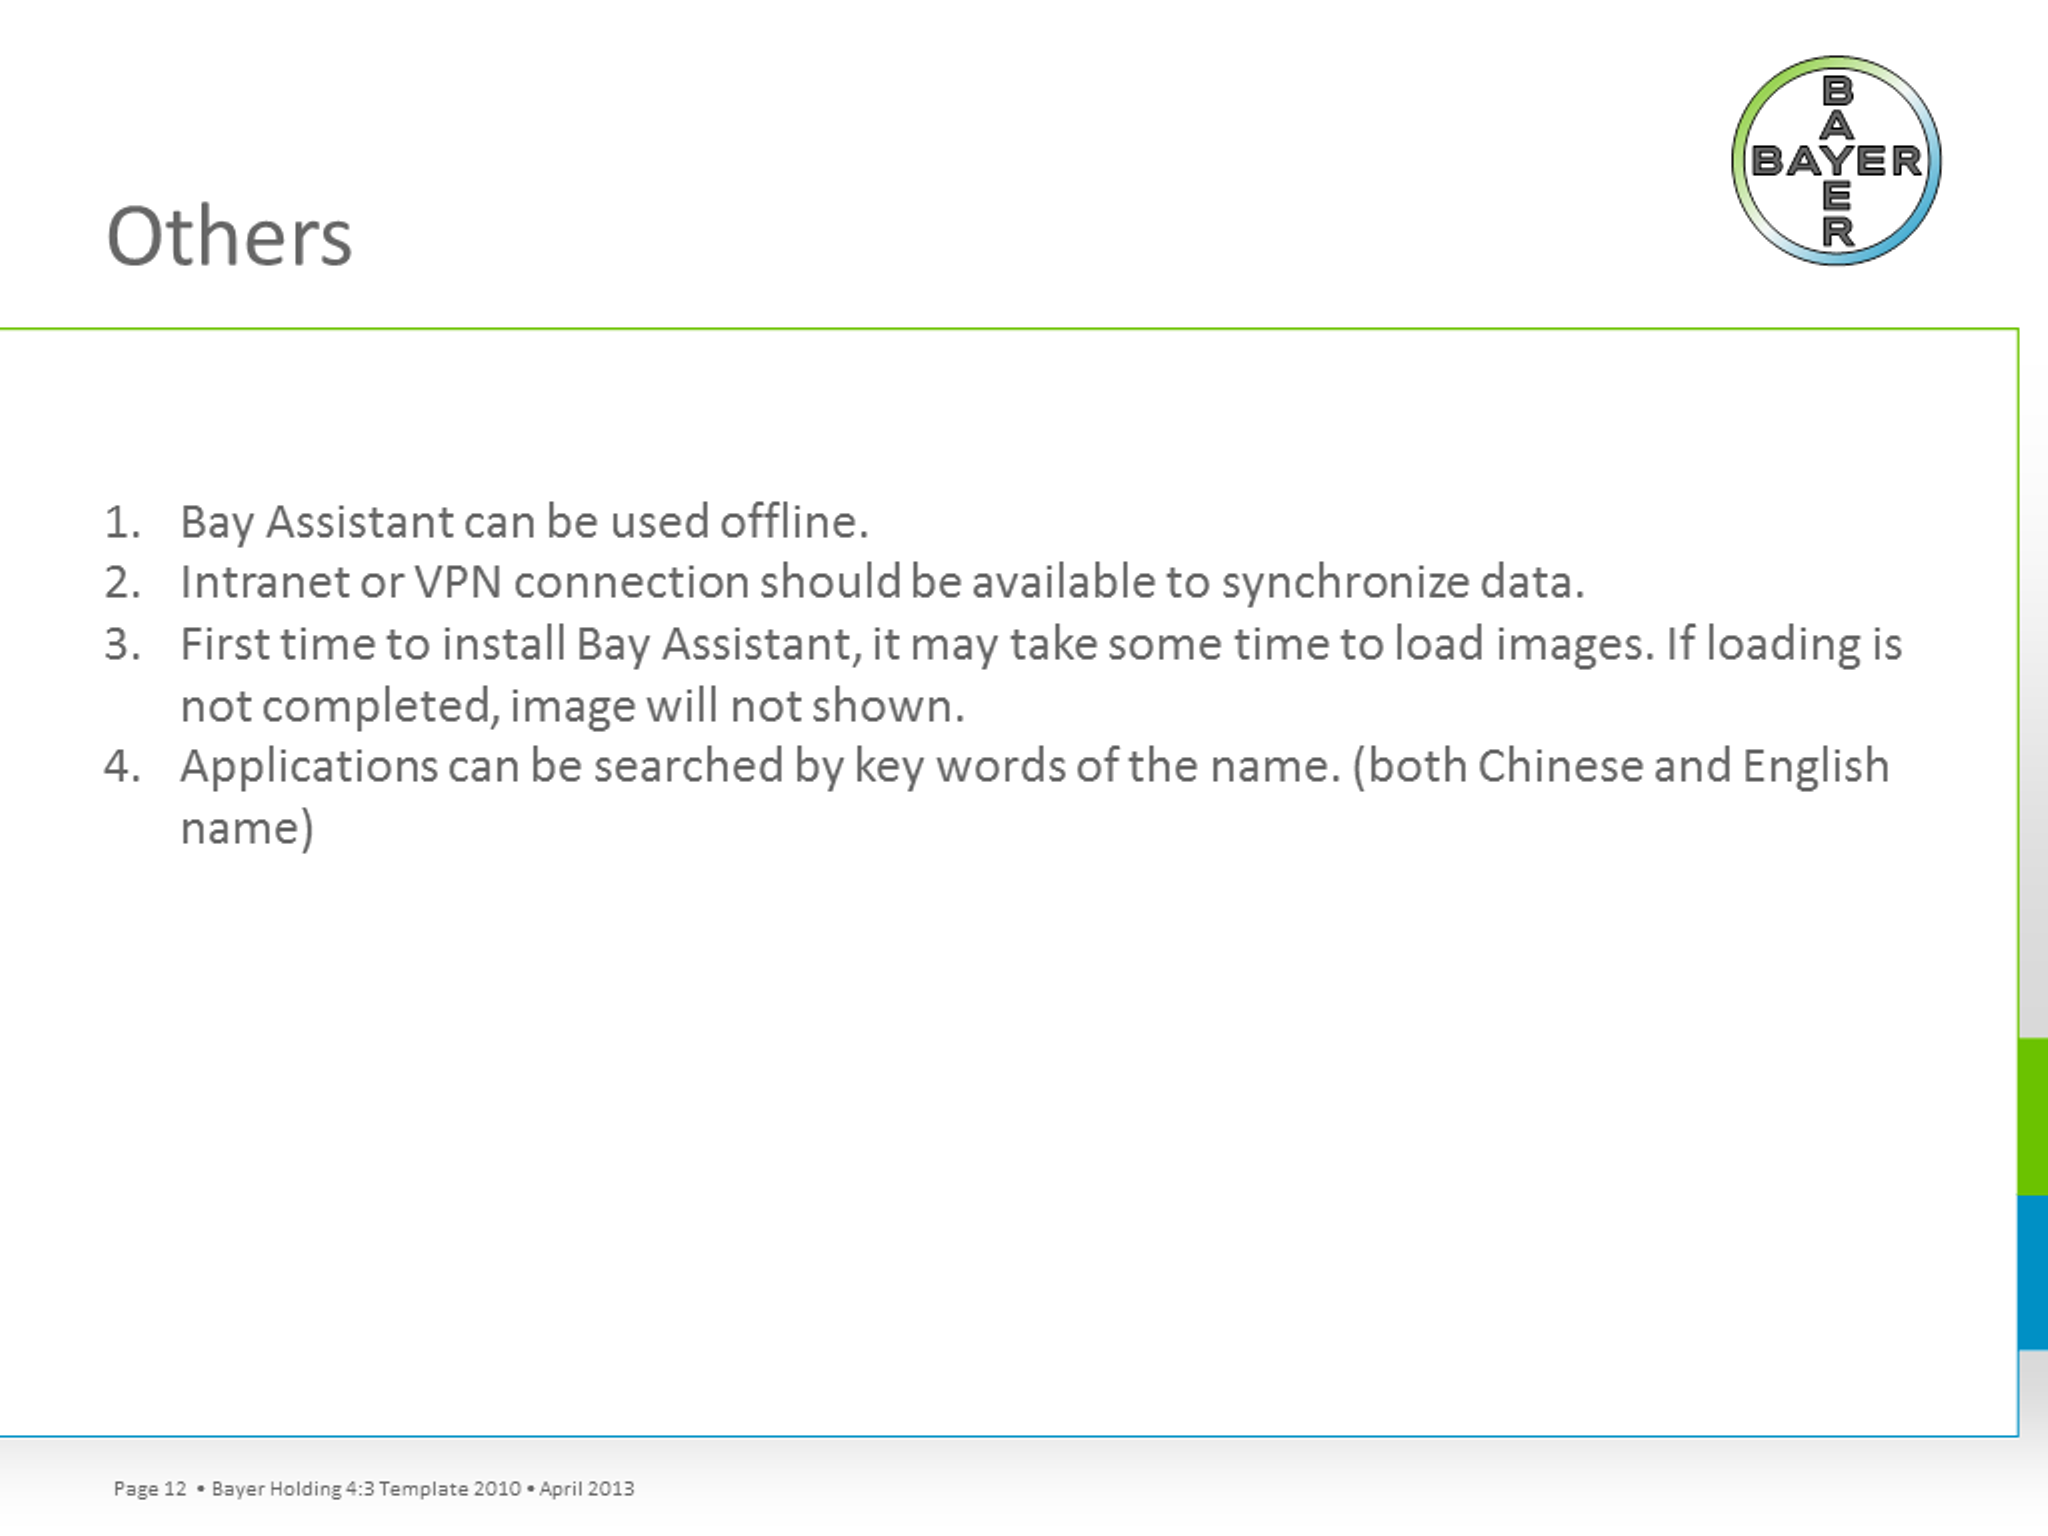 BAYER
BAYER
Others
1. Bay Assistant can be used offline.
2. Intranet or VPN connection should be available to synchronize data.
3. First time to install Bay Assistant, it may take some time to load images. If loading is
not completed, image will not shown.
4. Applications can be searched by key words of the name. (both Chinese and English
name)
Page 12 • Bayer Holding 4:3 Template 2010 • April 2013